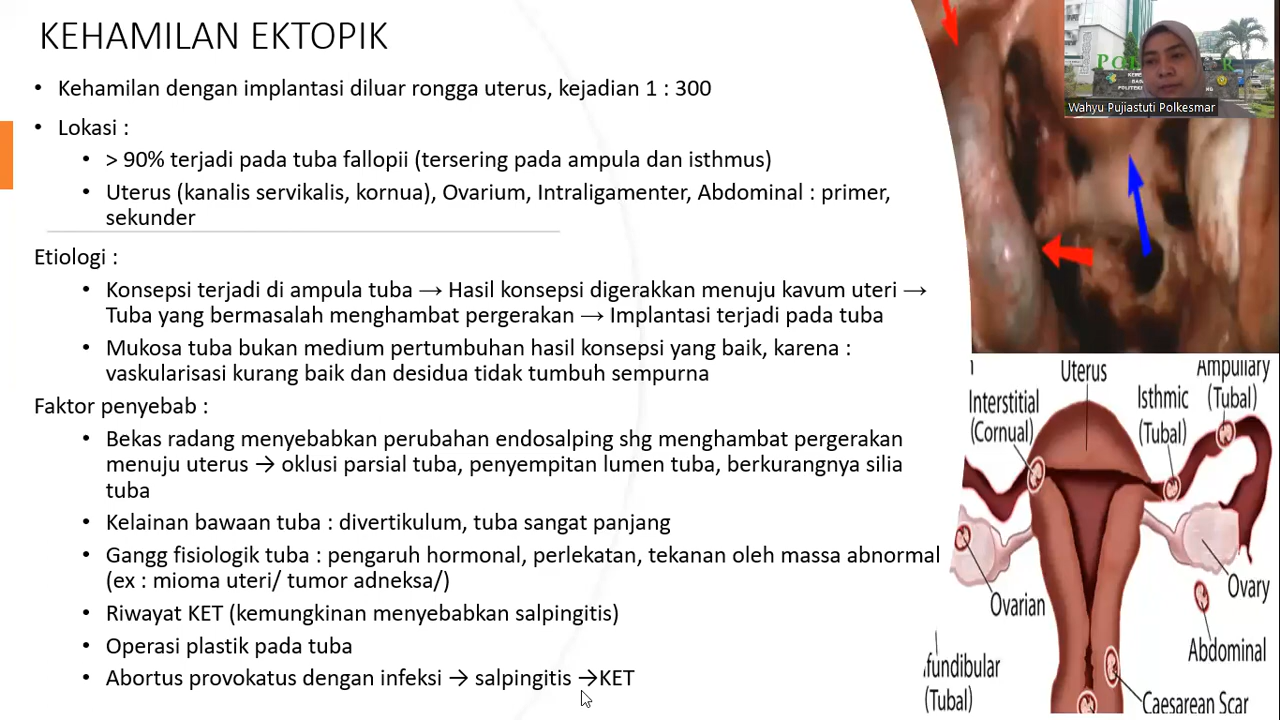 KEHAMILAN EKTOPIK
• Kehamilan dengan implantasi diluar rongga uterus, kejadian 1 : 300
• Lokasi :
• > 90% terjadi pada tuba fallopii (tersering pada ampula dan isthmus)
• Uterus (kanalis servikalis, kornua), Ovarium, Intraligamenter, Abdominal : primer,
sekunder
Etiologi :
• Konsepsi terjadi di ampula tuba → Hasil konsepsi digerakkan menuju kavum uteri →
Tuba yang bermasalah menghambat pergerakan → Implantasi terjadi pada tuba
• Mukosa tuba bukan medium pertumbuhan hasil konsepsi yang baik, karena :
vaskularisasi kurang baik dan desidua tidak tumbuh sempurna
Faktor penyebab :
• Bekas radang menyebabkan perubahan endosalping shg menghambat pergerakan
menuju uterus → oklusi parsial tuba, penyempitan lumen tuba, berkurangnya silia
tuba
• Kelainan bawaan tuba : divertikulum, tuba sangat panjang
• Gangg fisiologik tuba : pengaruh hormonal, perlekatan, tekanan oleh massa abnormal
(ex : mioma uteri/ tumor adneksa/)
• Riwayat KET (kemungkinan menyebabkan salpingitis)
• Operasi plastik pada tuba
• Abortus provokatus dengan infeksi → salpingitis →KET
Wahyu Pujiastuti Polkesmar
Uterus
Ampullary
(Tubal)
Interstitial
(Cornual)
Isthmic
(Tubal)
Ovarian
Ovary
Abdominal
fundibular
(Tubal)
Caesarean Scar